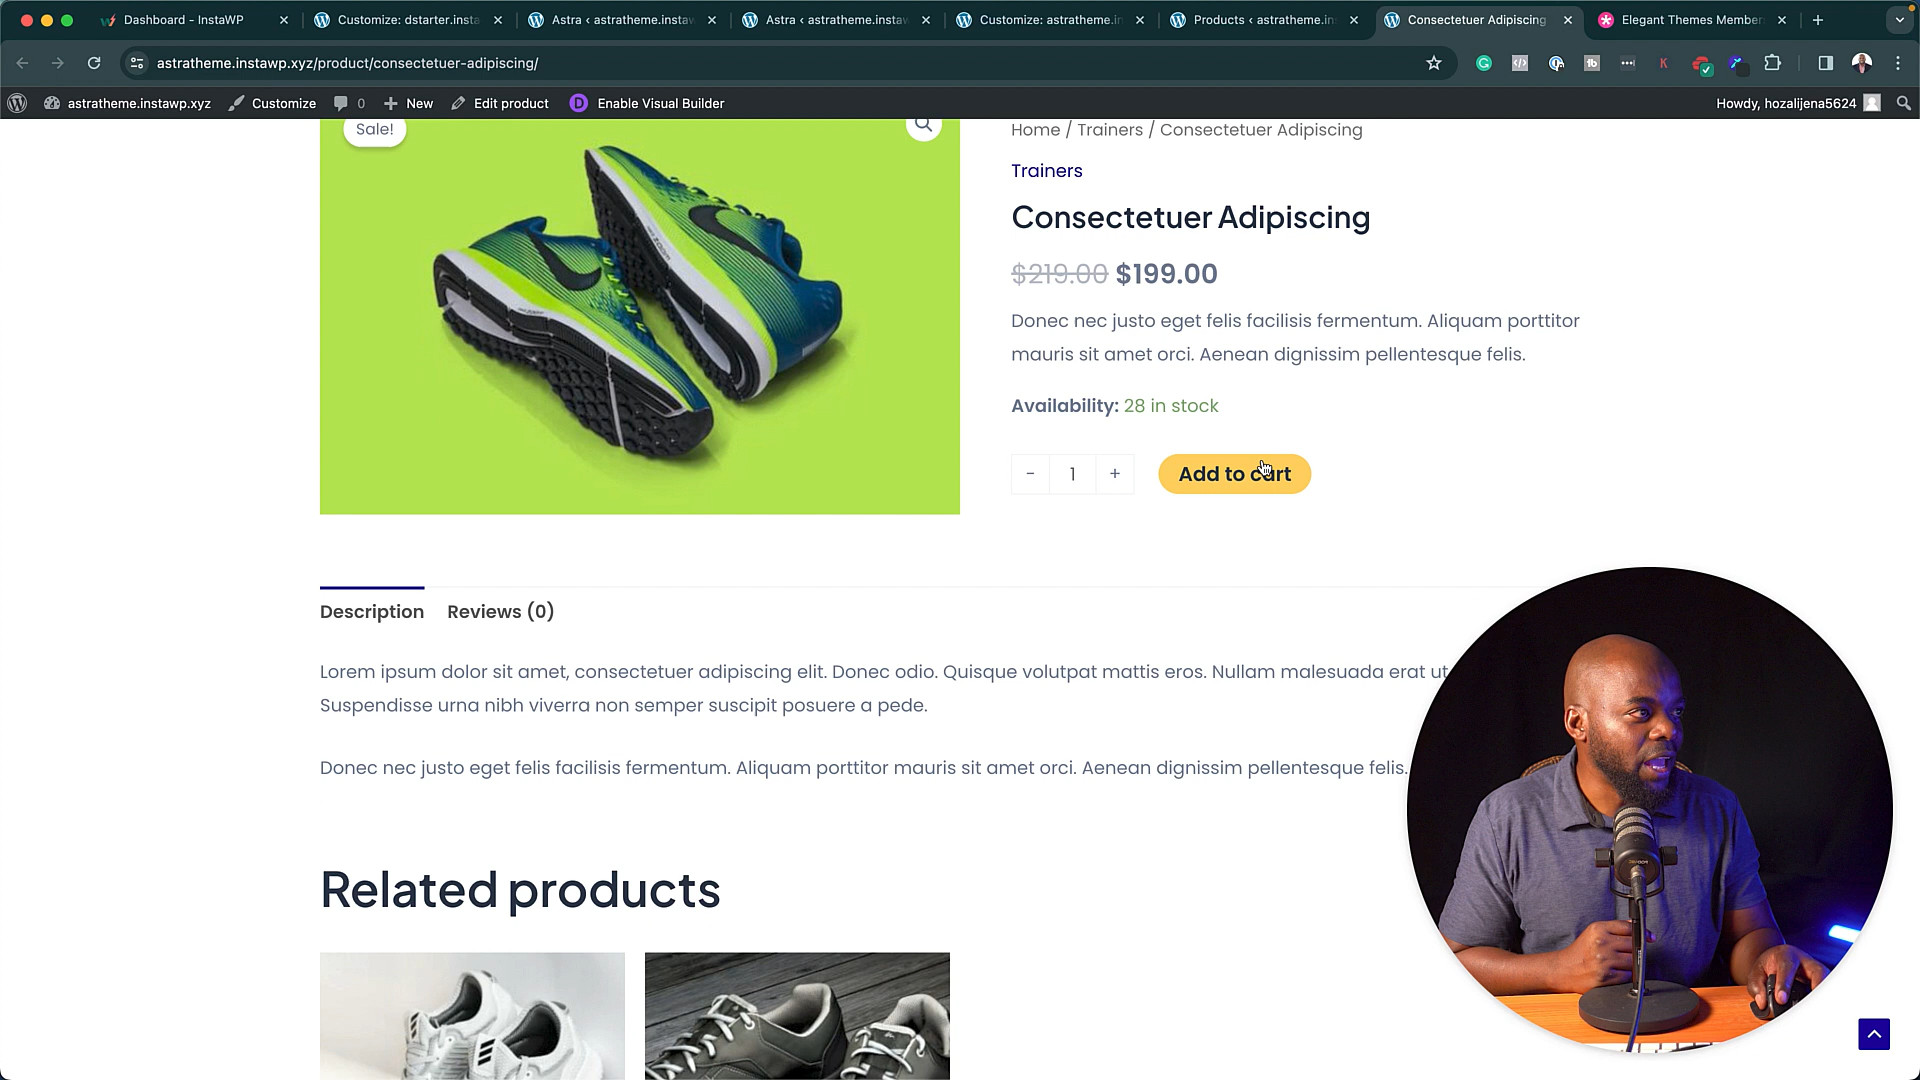 Dashboard - InstaWP
Customize: dstarter.insta
Astra ‹ astratheme.instaw
Astra ‹ astratheme.instaw
Customize: astratheme.in
Products ‹ astratheme.in
Consectetuer Adipiscing
Elegant Themes Member
astratheme.instawp.xyz/product/consectetuer-adipiscing/
astratheme.instawp.xyz
Customize
0
New
Edit product
D
Enable Visual Builder
Howdy, hozalijena5624
Sale!
Home / Trainers / Consectetuer Adipiscing
Trainers
Consectetuer Adipiscing
$219.00 $199.00
Donec nec justo eget felis facilisis fermentum. Aliquam porttitor
mauris sit amet orci. Aenean dignissim pellentesque felis.
Availability: 28 in stock
- 1 +
Add to cart
Description
Reviews (0)
Lorem ipsum dolor sit amet, consectetuer adipiscing elit. Donec odio. Quisque volutpat mattis eros. Nullam malesuada erat ut
Suspendisse urna nibh viverra non semper suscipit posuere a pede.
Donec nec justo eget felis facilisis fermentum. Aliquam porttitor mauris sit amet orci. Aenean dignissim pellentesque felis.
Related products